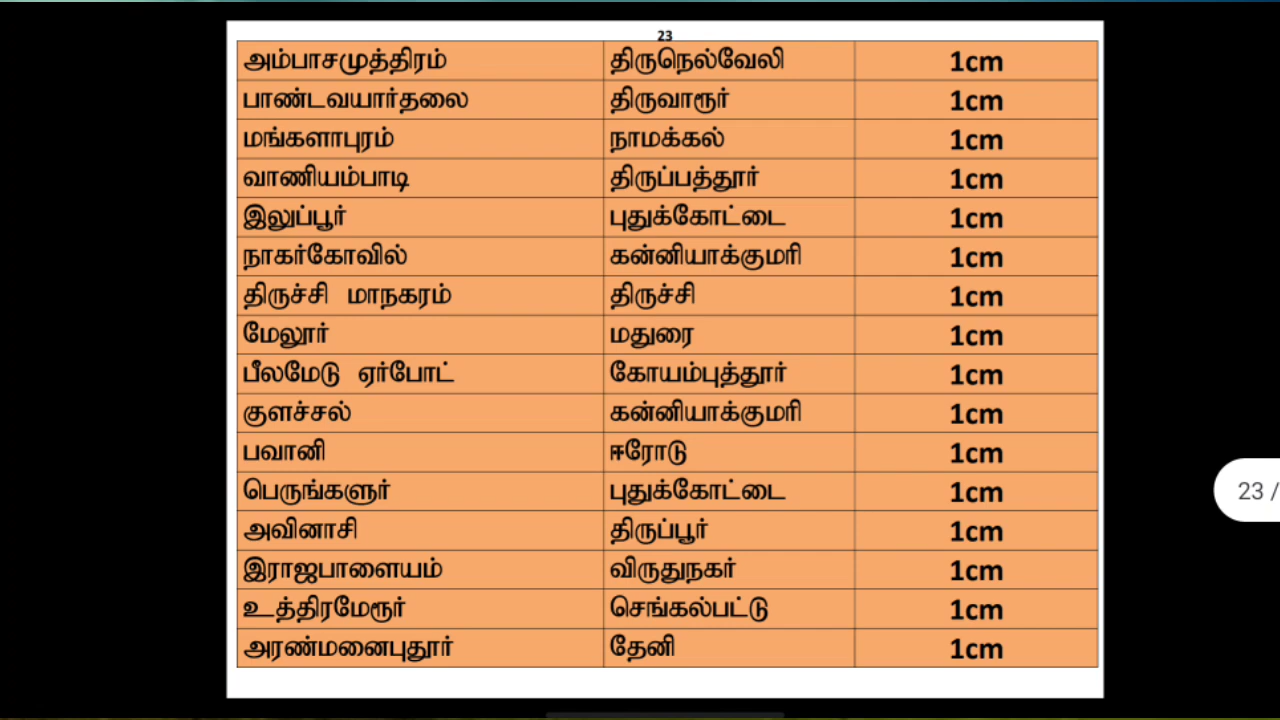 23
அம்பாசமுத்திரம் திருநெல்வேலி 1cm
பாண்டவயார்தலை திருவாரூர் 1cm
மங்களாபுரம் நாமக்கல் 1cm
வாணியம்பாடி திருப்பத்தூர் 1cm
இலுப்பூர் புதுக்கோட்டை 1cm
நாகர்கோவில் கன்னியாக்குமரி 1cm
திருச்சி மாநகரம் திருச்சி 1cm
மேலூர் மதுரை 1cm
பீலமேடு ஏர்போட் கோயம்புத்தூர் 1cm
குளச்சல் கன்னியாக்குமரி 1cm
பவானி ஈரோடு 1cm
பெருங்களுர் புதுக்கோட்டை 1cm
அவினாசி திருப்பூர் 1cm
இராஜபாளையம் விருதுநகர் 1cm
உத்திரமேரூர் செங்கல்பட்டு 1cm
அரண்மனைபுதூர் தேனி 1cm
23 /